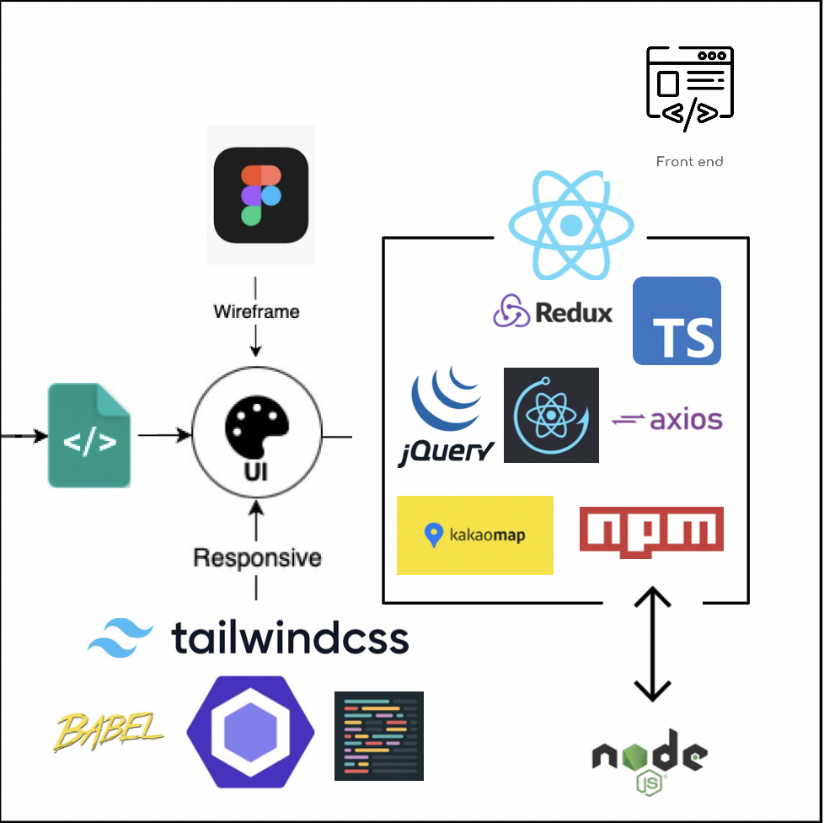 Front end
Wireframe
Redux
TS
</>
UI
jQuery
axios
Responsive
kakaomap
npm
tailwindcss
BABEL
node
JS